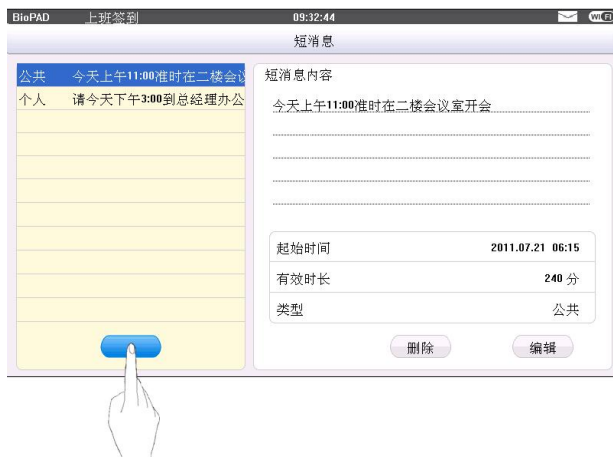 BioPAD 上班签到 09:32:44 WiFi
短消息
公共 今天上午11:00准时在二楼会议
个人 请今天下午3:00到总经理办公
短消息内容
今天上午11:00准时在二楼会议室开会
起始时间 2011.07.21 06:15
有效时长 240 分
类型 公共
删除 编辑